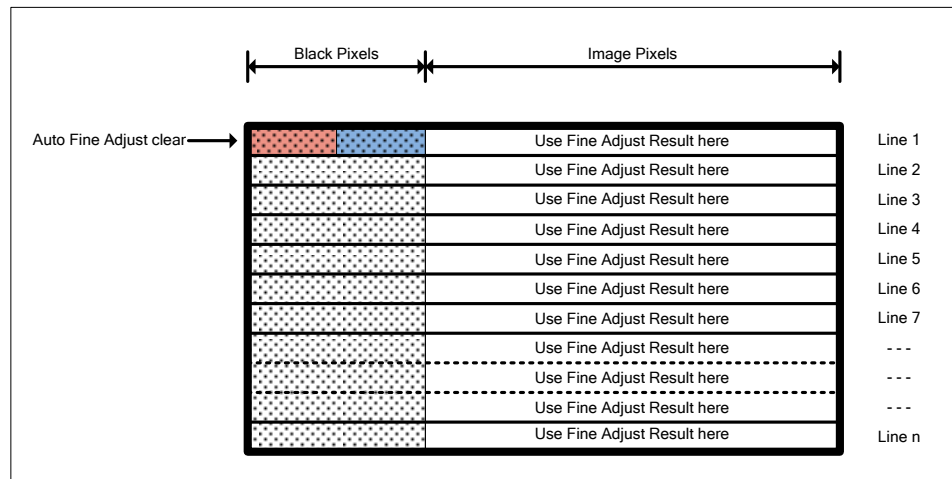 Black Pixels Image Pixels
Auto Fine Adjust clear Use Fine Adjust Result here Line 1
Use Fine Adjust Result here Line 2
Use Fine Adjust Result here Line 3
Use Fine Adjust Result here Line 4
Use Fine Adjust Result here Line 5
Use Fine Adjust Result here Line 6
Use Fine Adjust Result here Line 7
Use Fine Adjust Result here - - -
Use Fine Adjust Result here - - -
Use Fine Adjust Result here - - -
Use Fine Adjust Result here Line n